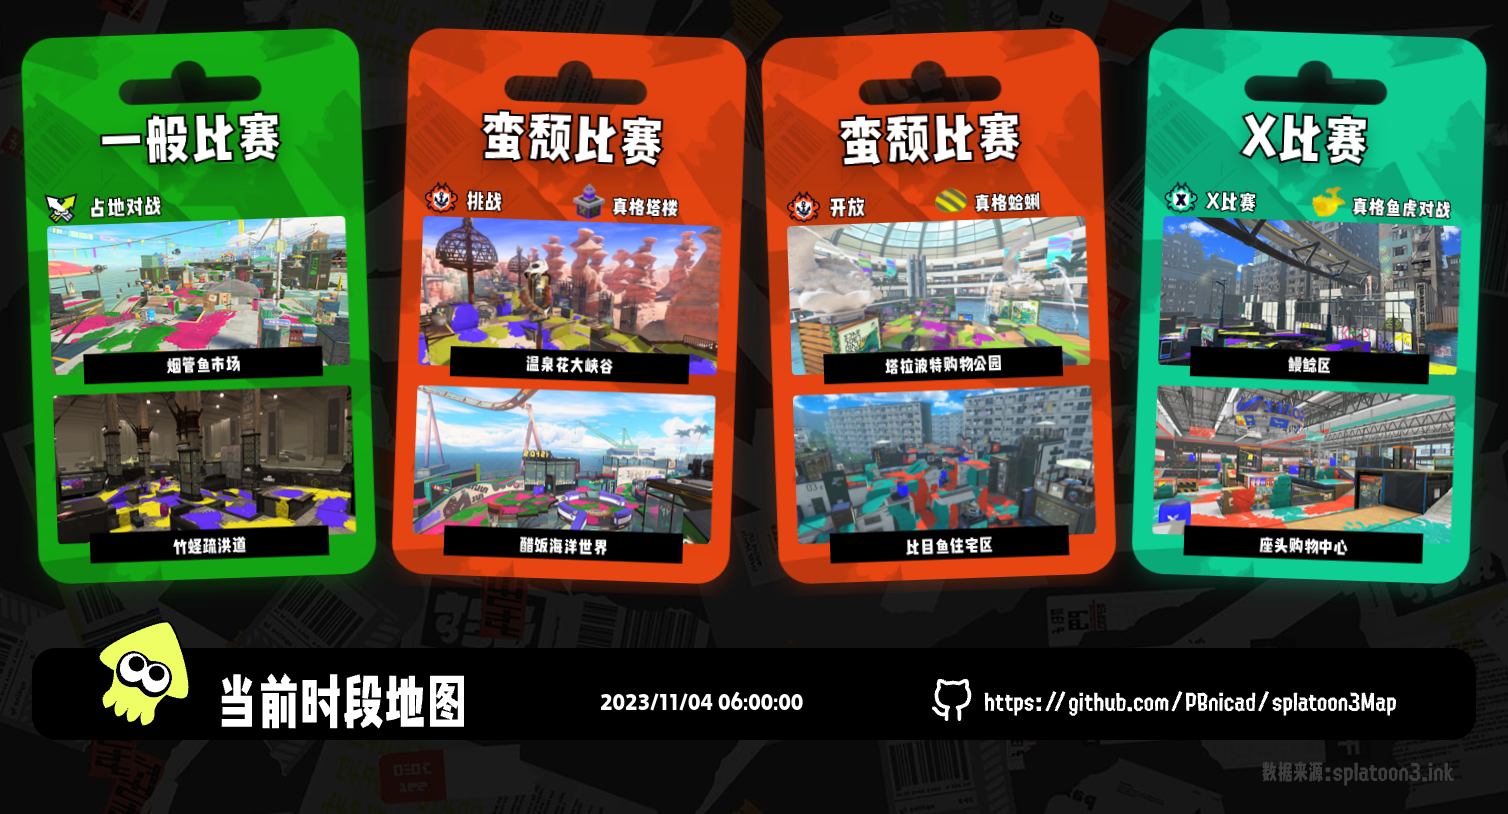 一般比赛
占地对战
烟管鱼市场
竹蛏疏洪道
蛮颓比赛
挑战
真格塔楼
温泉花大峡谷
醋饭海洋世界
蛮颓比赛
开放
真格蛤蜊
塔拉波特购物公园
比目鱼住宅区
X比赛
X比赛
真格鱼虎对战
鳗鲶区
座头购物中心
当前时段地图
2023/11/04 06:00:00
https://github.com/PBnicad/splatoon3Map
数据来源:splatoon3.ink